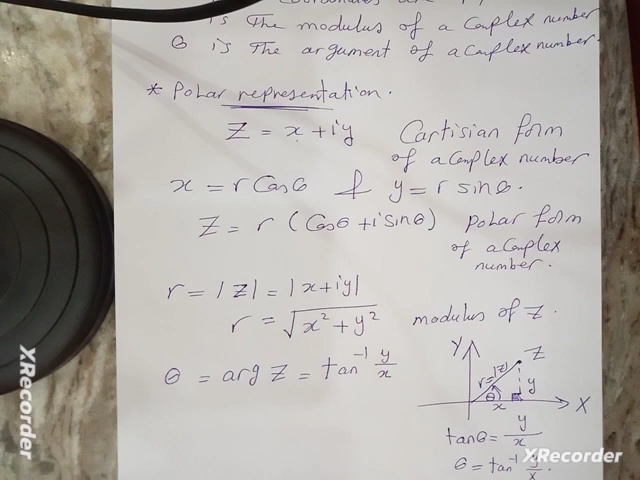 is the modulus of a Complex number
θ is the argument of a Complex number.
* Polar representation.
Z = x + iy Cartisian form
of a Complex number
x = r Cosθ & y = r sinθ.
Z = r (Cosθ + i Sinθ) polar form
of a Complex
number.
r = |Z| = |x+iy|
r = √x² + y² modulus of Z.
θ = arg Z = tan⁻¹ y/x
Y
Z
r=|z|
y
θ
x
X
tanθ = y/x
θ = tan⁻¹ y/x.
XRecorder
XRecorder